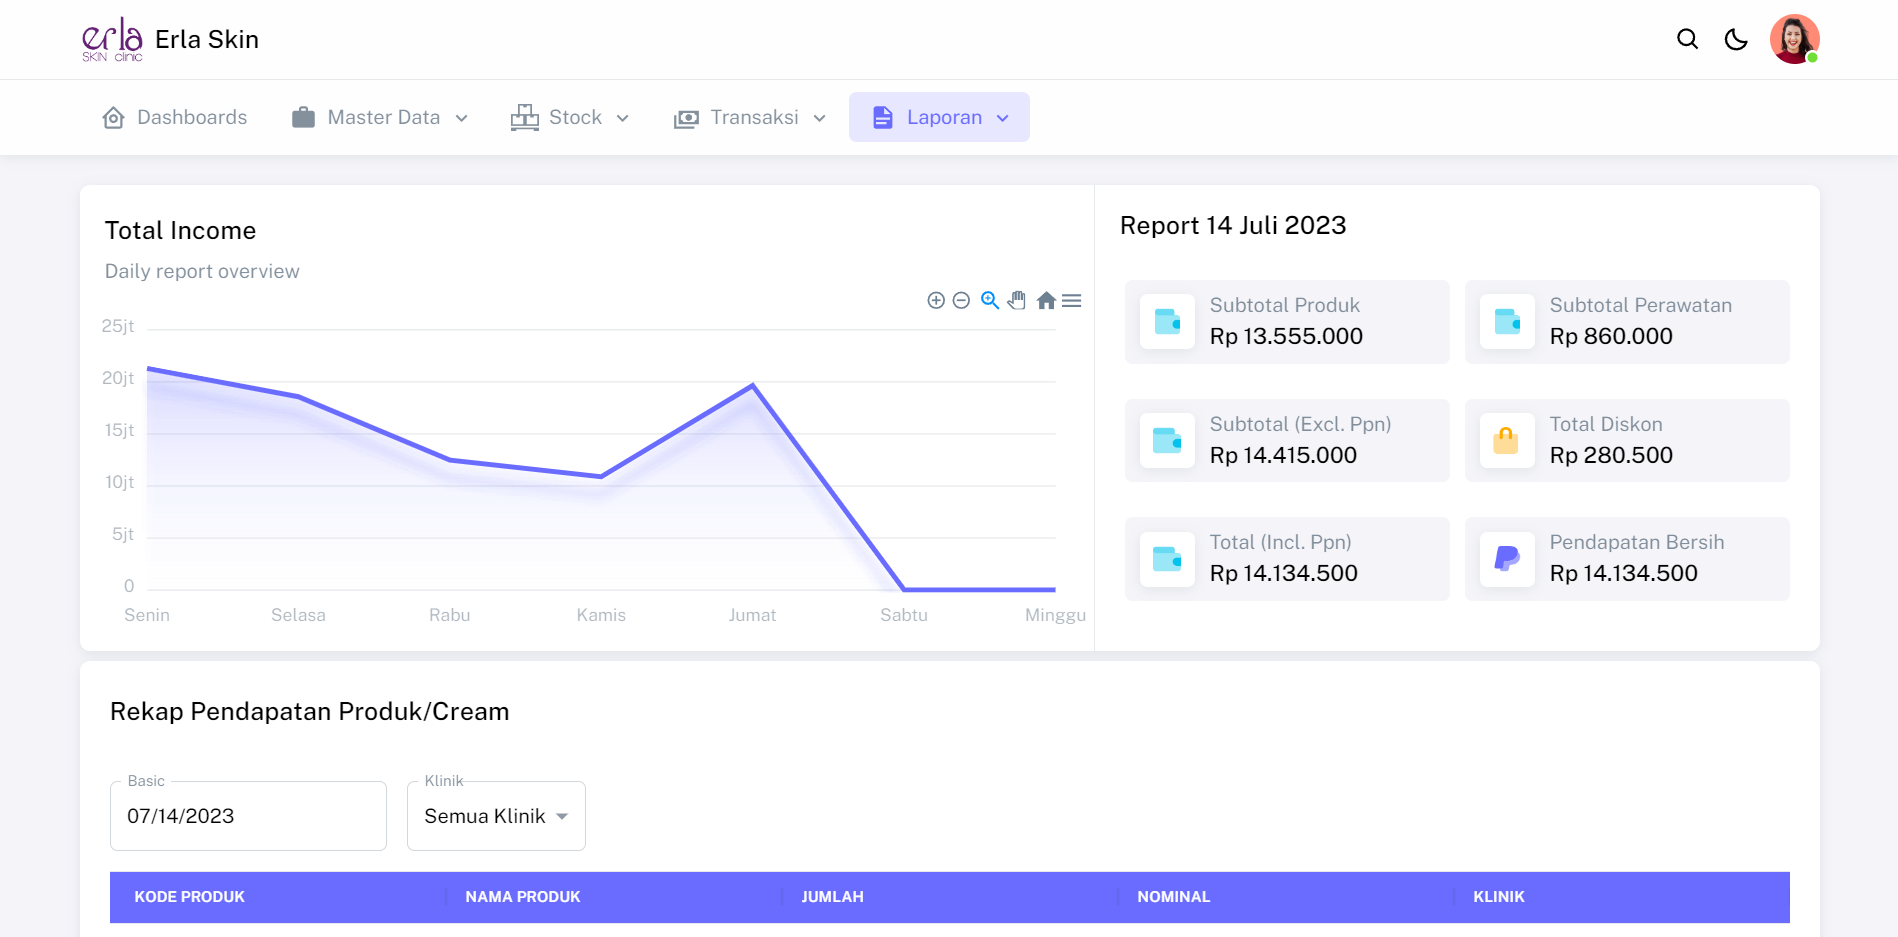 erla
SKIN clinic
Erla Skin
Dashboards
Master Data
Stock
Transaksi
Laporan
Total Income
Daily report overview
25jt
20jt
15jt
10jt
5jt
0
Senin
Selasa
Rabu
Kamis
Jumat
Sabtu
Minggu
Report 14 Juli 2023
Subtotal Produk
Rp 13.555.000
Subtotal Perawatan
Rp 860.000
Subtotal (Excl. Ppn)
Rp 14.415.000
Total Diskon
Rp 280.500
Total (Incl. Ppn)
Rp 14.134.500
Pendapatan Bersih
Rp 14.134.500
Rekap Pendapatan Produk/Cream
Basic
07/14/2023
Klinik
Semua Klinik
KODE PRODUK
NAMA PRODUK
JUMLAH
NOMINAL
KLINIK